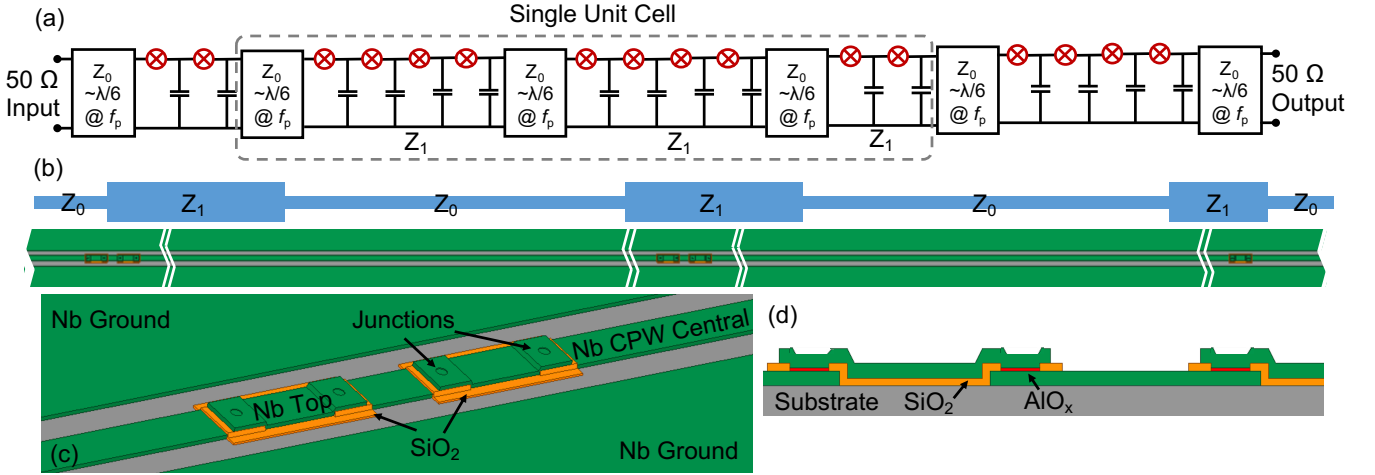 (a)
Single Unit Cell
50 Ω
Input
Z0
~λ/6
@ fp
Z0
~λ/6
@ fp
Z1
Z0
~λ/6
@ fp
Z1
Z0
~λ/6
@ fp
Z1
Z0
~λ/6
@ fp
Z0
~λ/6
@ fp
50 Ω
Output
(b)
Z0 Z1 Z0 Z1 Z0 Z1 Z0
Nb Ground
Junctions
Nb CPW Central
Nb Top
SiO2
Nb Ground
(c)
(d)
Substrate SiO2 AlOx